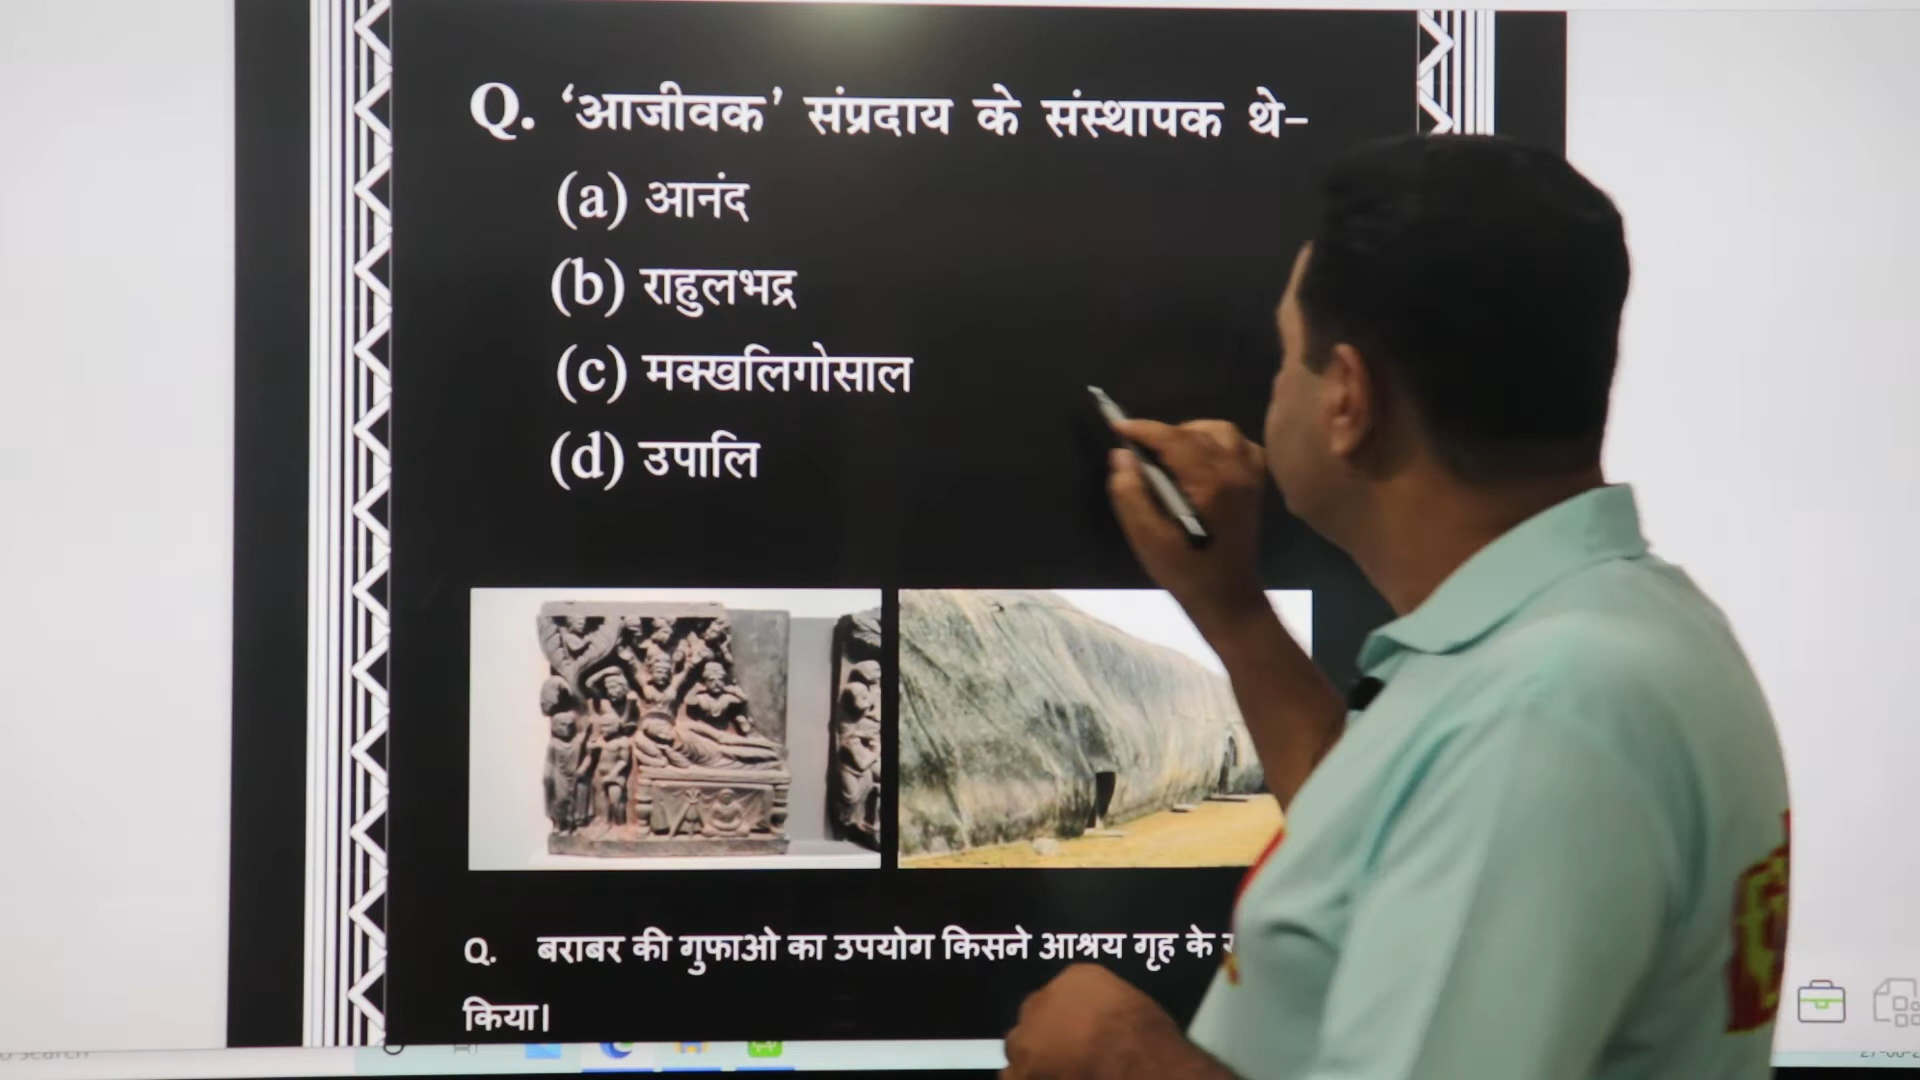 Q. ‘आजीवक’ संप्रदाय के संस्थापक थे-
(a) आनंद
(b) राहुलभद्र
(c) मक्खलिगोसाल
(d) उपालि
Q. बराबर की गुफाओ का उपयोग किसने आश्रय गृह के
किया।